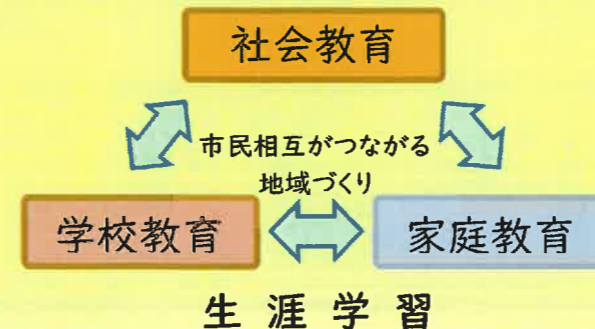 社会教育
市民相互がつながる
地域づくり
学校教育
家庭教育
生涯学習